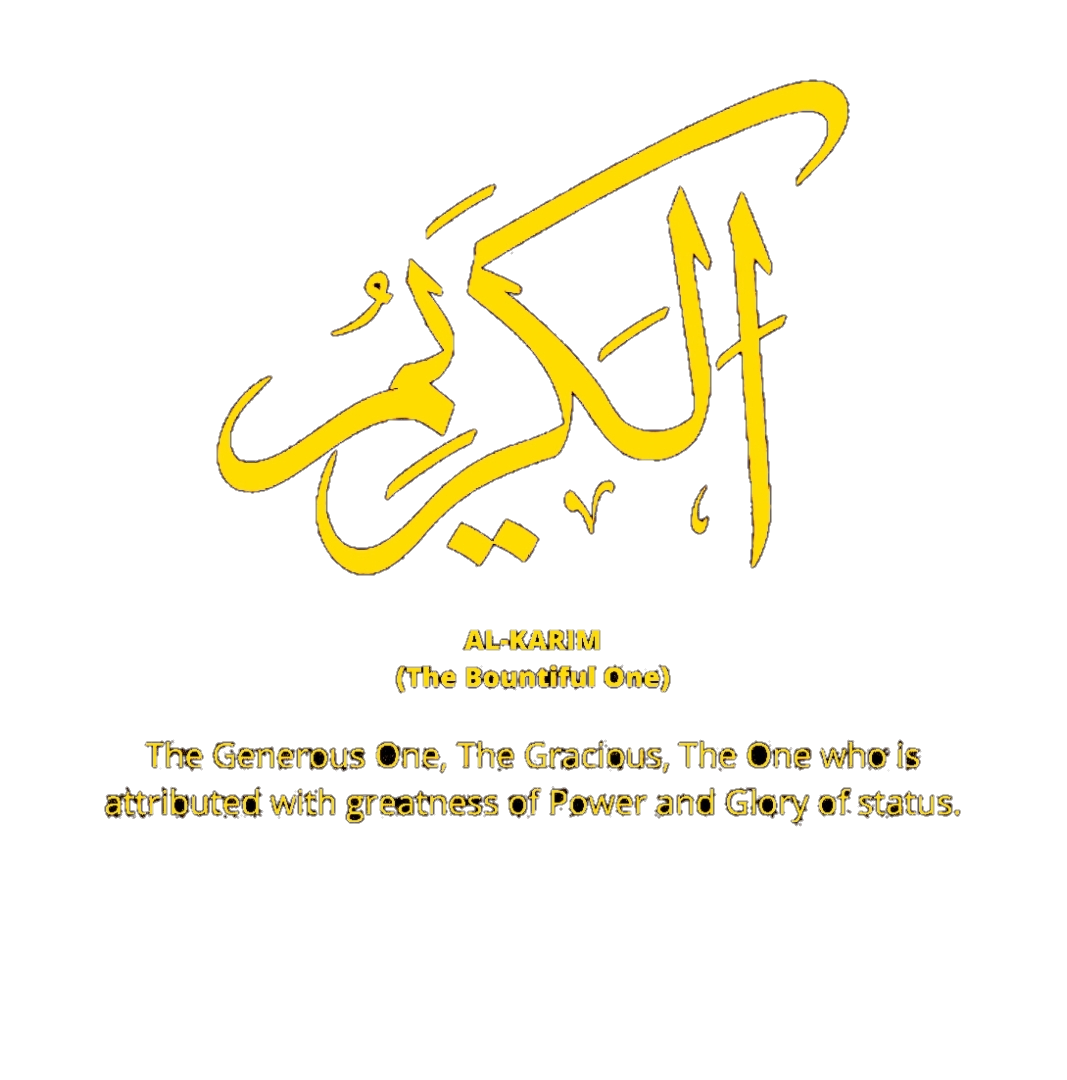 الكريمُ
AL-KARIM
(The Bountiful One)
The Generous One, The Gracious, The One who is
attributed with greatness of Power and Glory of status.